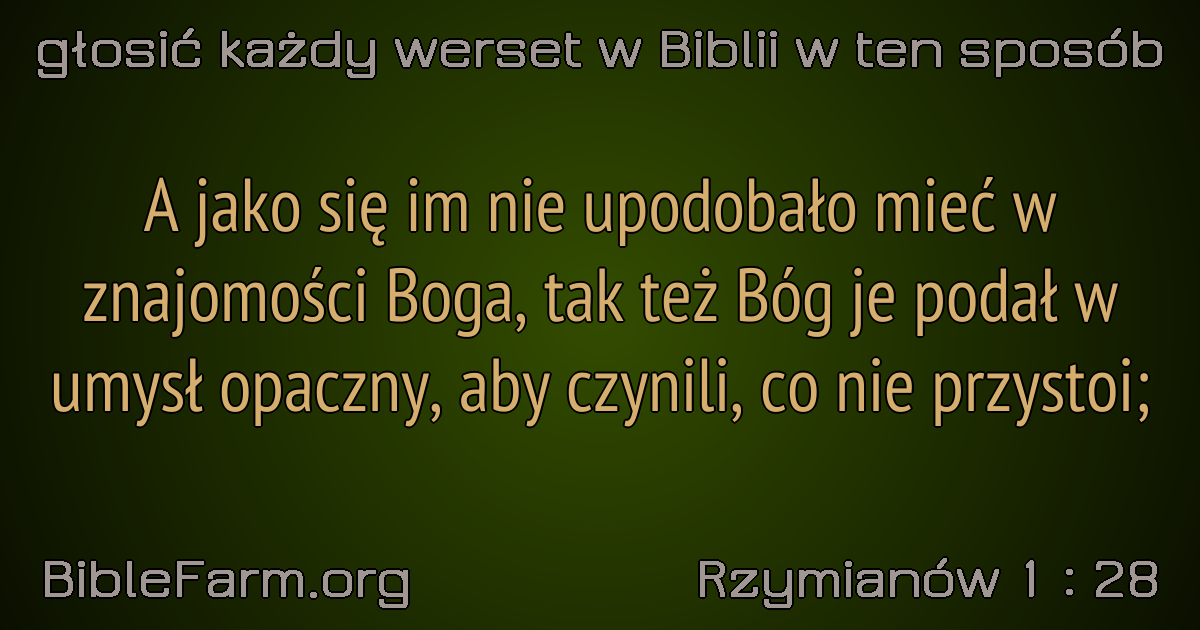 głosić każdy werset w Biblii w ten sposób
A jako się im nie upodobało mieć w
znajomości Boga, tak też Bóg je podał w
umysł opaczny, aby czynili, co nie przystoi;
BibleFarm.org
Rzymianów 1 : 28